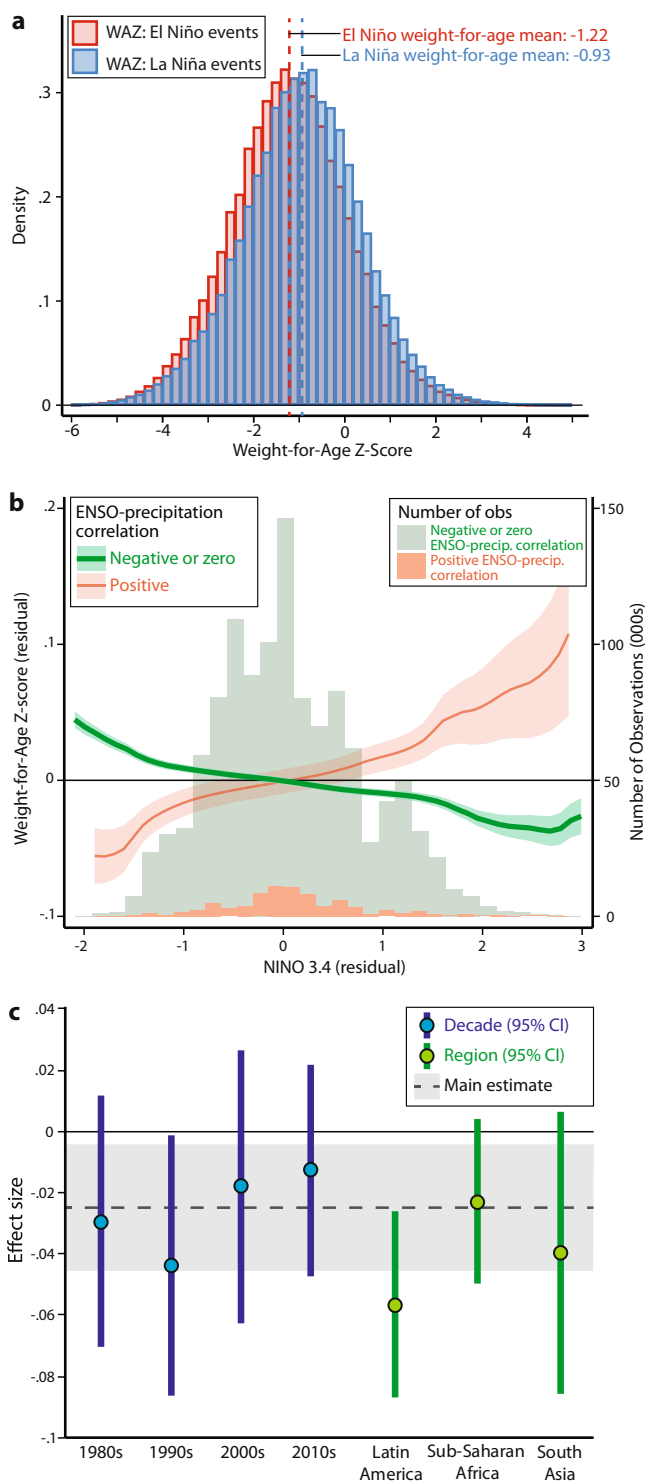 a
WAZ: El Niño events
WAZ: La Niña events
El Niño weight-for-age mean: -1.22
La Niña weight-for-age mean: -0.93
.3
.2
.1
0
Density
-6
-4
-2
0
2
4
Weight-for-Age Z-Score
b
ENSO-precipitation
correlation
Negative or zero
Positive
Number of obs
Negative or zero
ENSO-precip. correlation
Positive ENSO-precip.
correlation
.2
.1
0
-.1
Weight-for-Age Z-score (residual)
150
100
50
0
Number of Observations (000s)
-2
-1
0
1
2
3
NINO 3.4 (residual)
c
Decade (95% CI)
Region (95% CI)
Main estimate
.04
.02
0
-.02
-.04
-.06
-.08
-.1
Effect size
1980s
1990s
2000s
2010s
Latin
America
Sub-Saharan
Africa
South
Asia